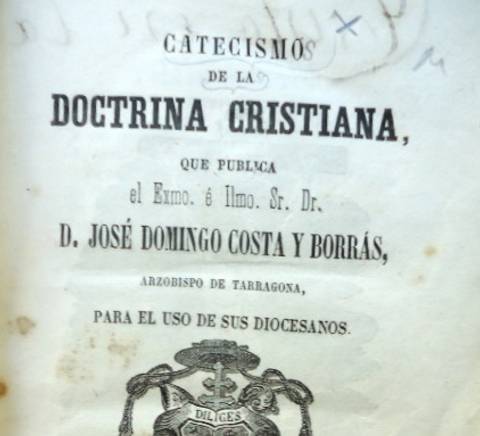 CATECISMOS
DE LA
DOCTRINA CRISTIANA,
QUE PUBLICA
el Exmo. é Ilmo. Sr. Dr.
D. JOSÉ DOMINGO COSTA Y BORRÁS,
ARZOBISPO DE TARRAGONA,
PARA EL USO DE SUS DIOCESANOS.
DILIGES